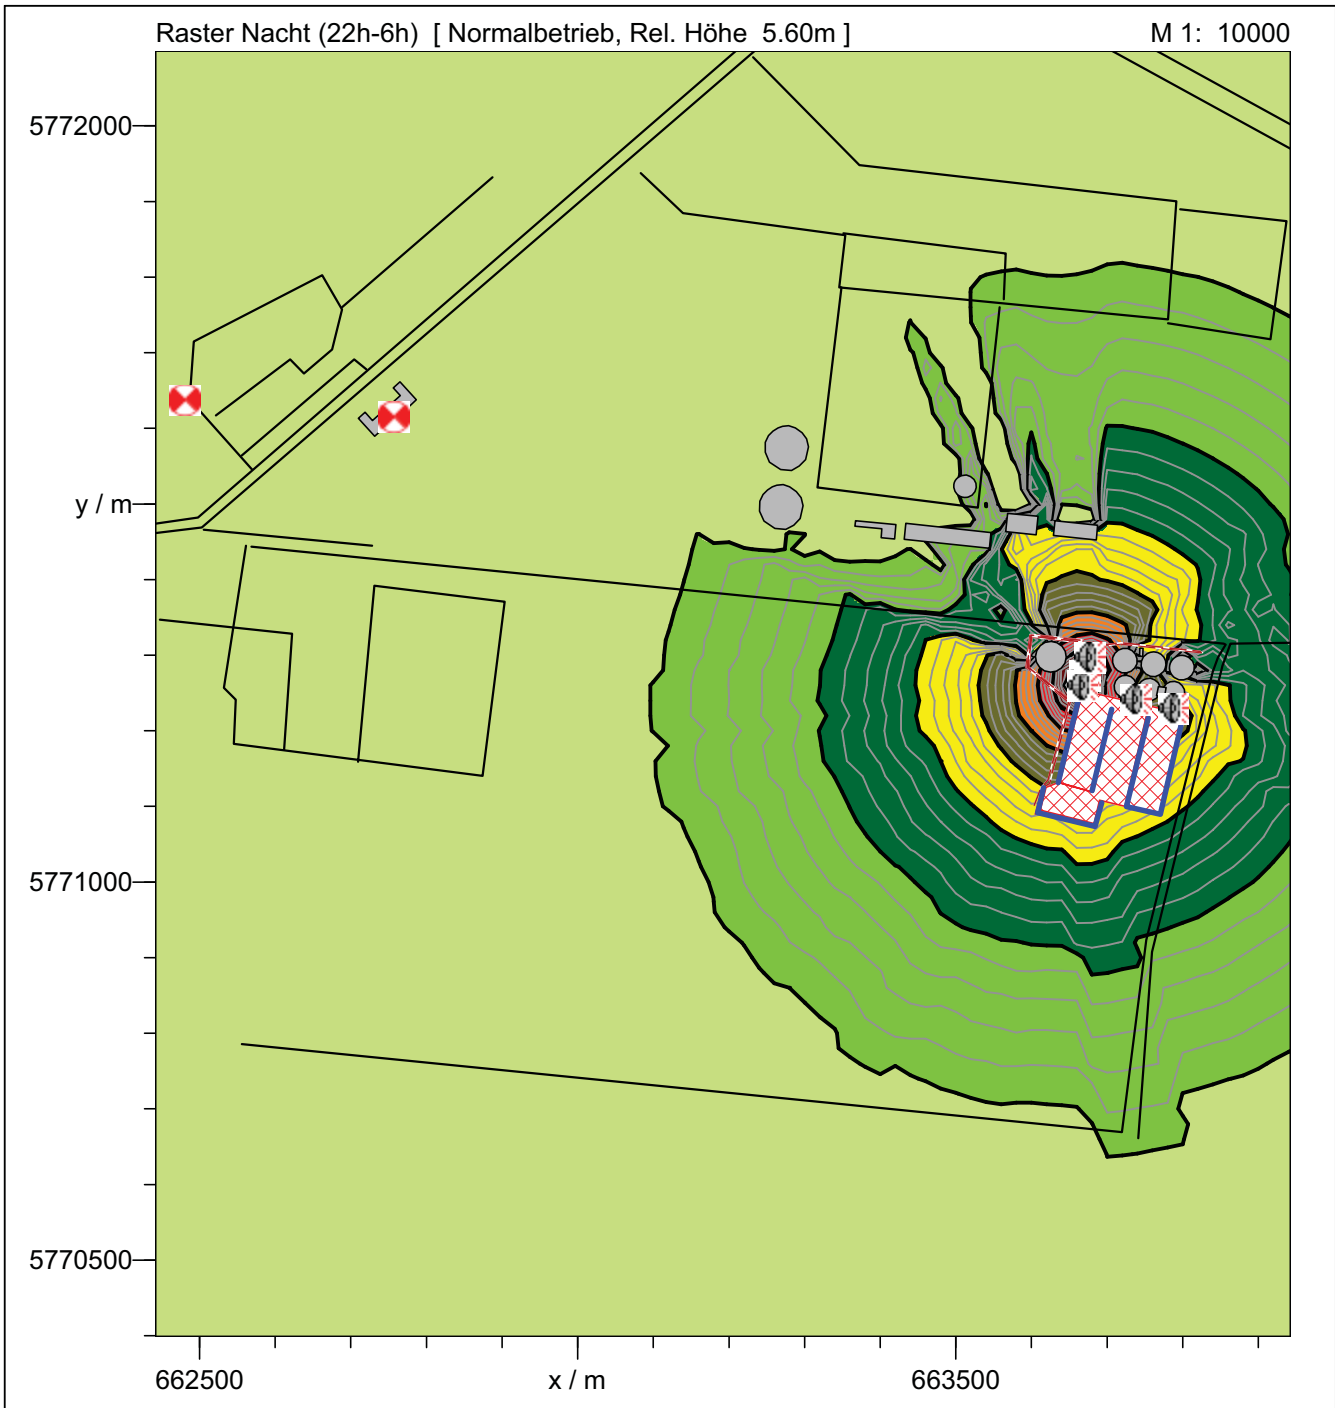 Raster Nacht (22h-6h) [ Normalbetrieb, Rel. Höhe 5.60m ] M 1: 10000
5772000
y / m
5771000
5770500
662500 x / m 663500